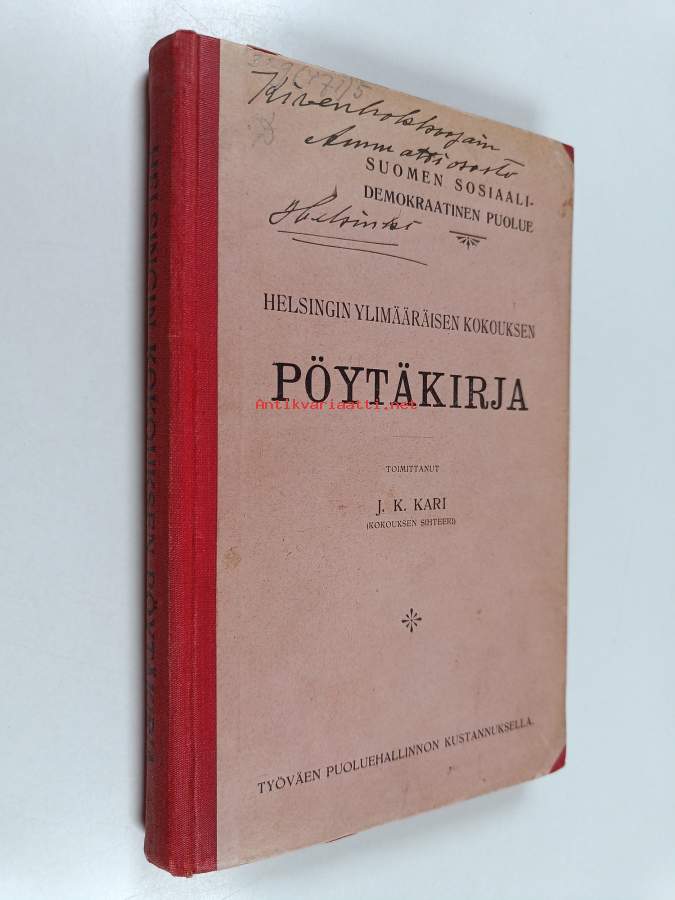 Kivenhakkaajain
Ammattiosasto
SUOMEN SOSIAALI-
DEMOKRAATINEN PUOLUE
Helsinki
HELSINGIN YLIMÄÄRÄISEN KOKOUKSEN
PÖYTÄKIRJA
Antikvariaatti.net
TOIMITTANUT
J. K. KARI
(KOKOUKSEN SIHTEERI)
TYÖVÄEN PUOLUEHALLINNON KUSTANNUKSELLA.
HELSINGIN KOKOUKSEN PÖYTÄKIRJA